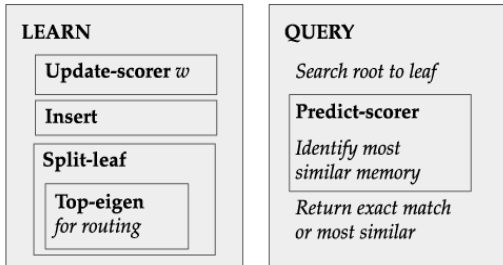 LEARN
Update-scorer w
Insert
Split-leaf
Top-eigen
for routing
QUERY
Search root to leaf
Predict-scorer
Identify most
similar memory
Return exact match
or most similar